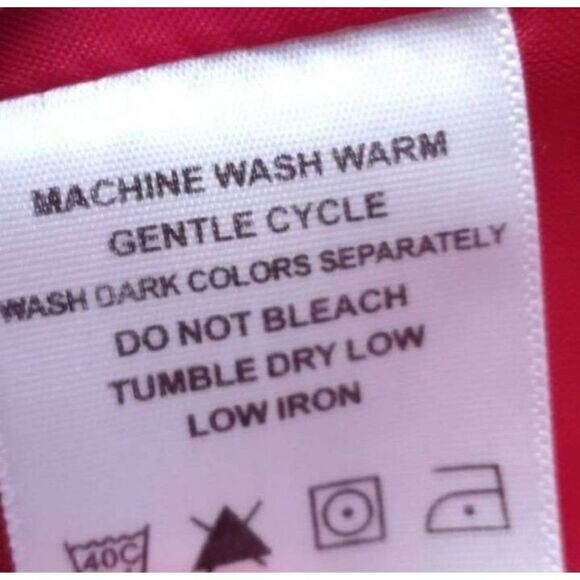 MACHINE WASH WARM
GENTLE CYCLE
WASH DARK COLORS SEPARATELY
DO NOT BLEACH
TUMBLE DRY LOW
LOW IRON
40C